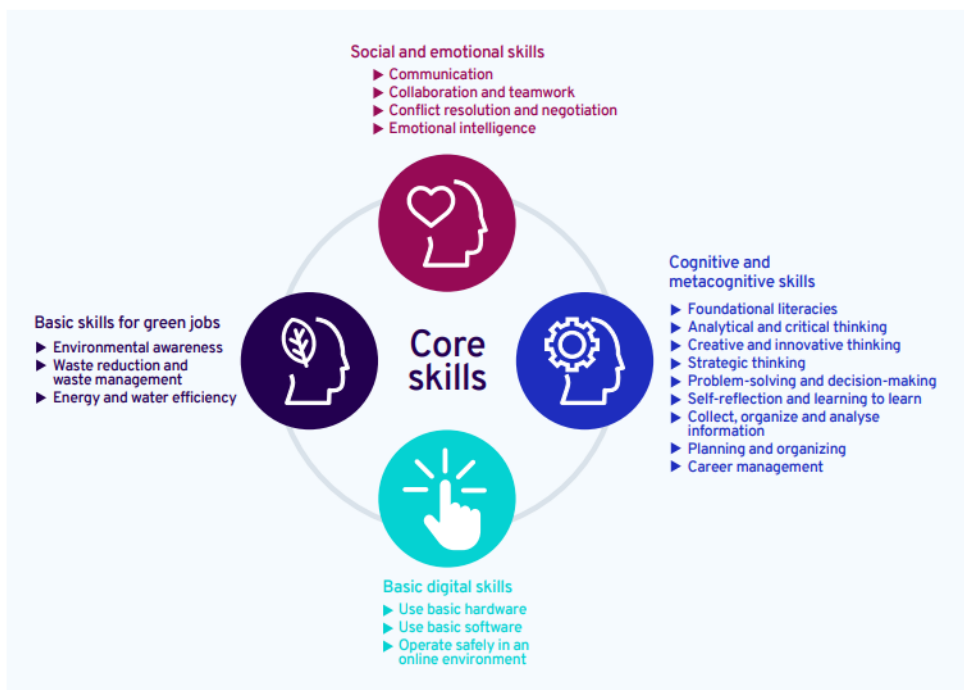 Social and emotional skills
▶ Communication
▶ Collaboration and teamwork
▶ Conflict resolution and negotiation
▶ Emotional intelligence
Cognitive and
metacognitive skills
▶ Foundational literacies
▶ Analytical and critical thinking
▶ Creative and innovative thinking
▶ Strategic thinking
▶ Problem-solving and decision-making
▶ Self-reflection and learning to learn
▶ Collect, organize and analyse
information
▶ Planning and organizing
▶ Career management
Basic skills for green jobs
▶ Environmental awareness
▶ Waste reduction and
waste management
▶ Energy and water efficiency
Core
skills
Basic digital skills
▶ Use basic hardware
▶ Use basic software
▶ Operate safely in an
online environment